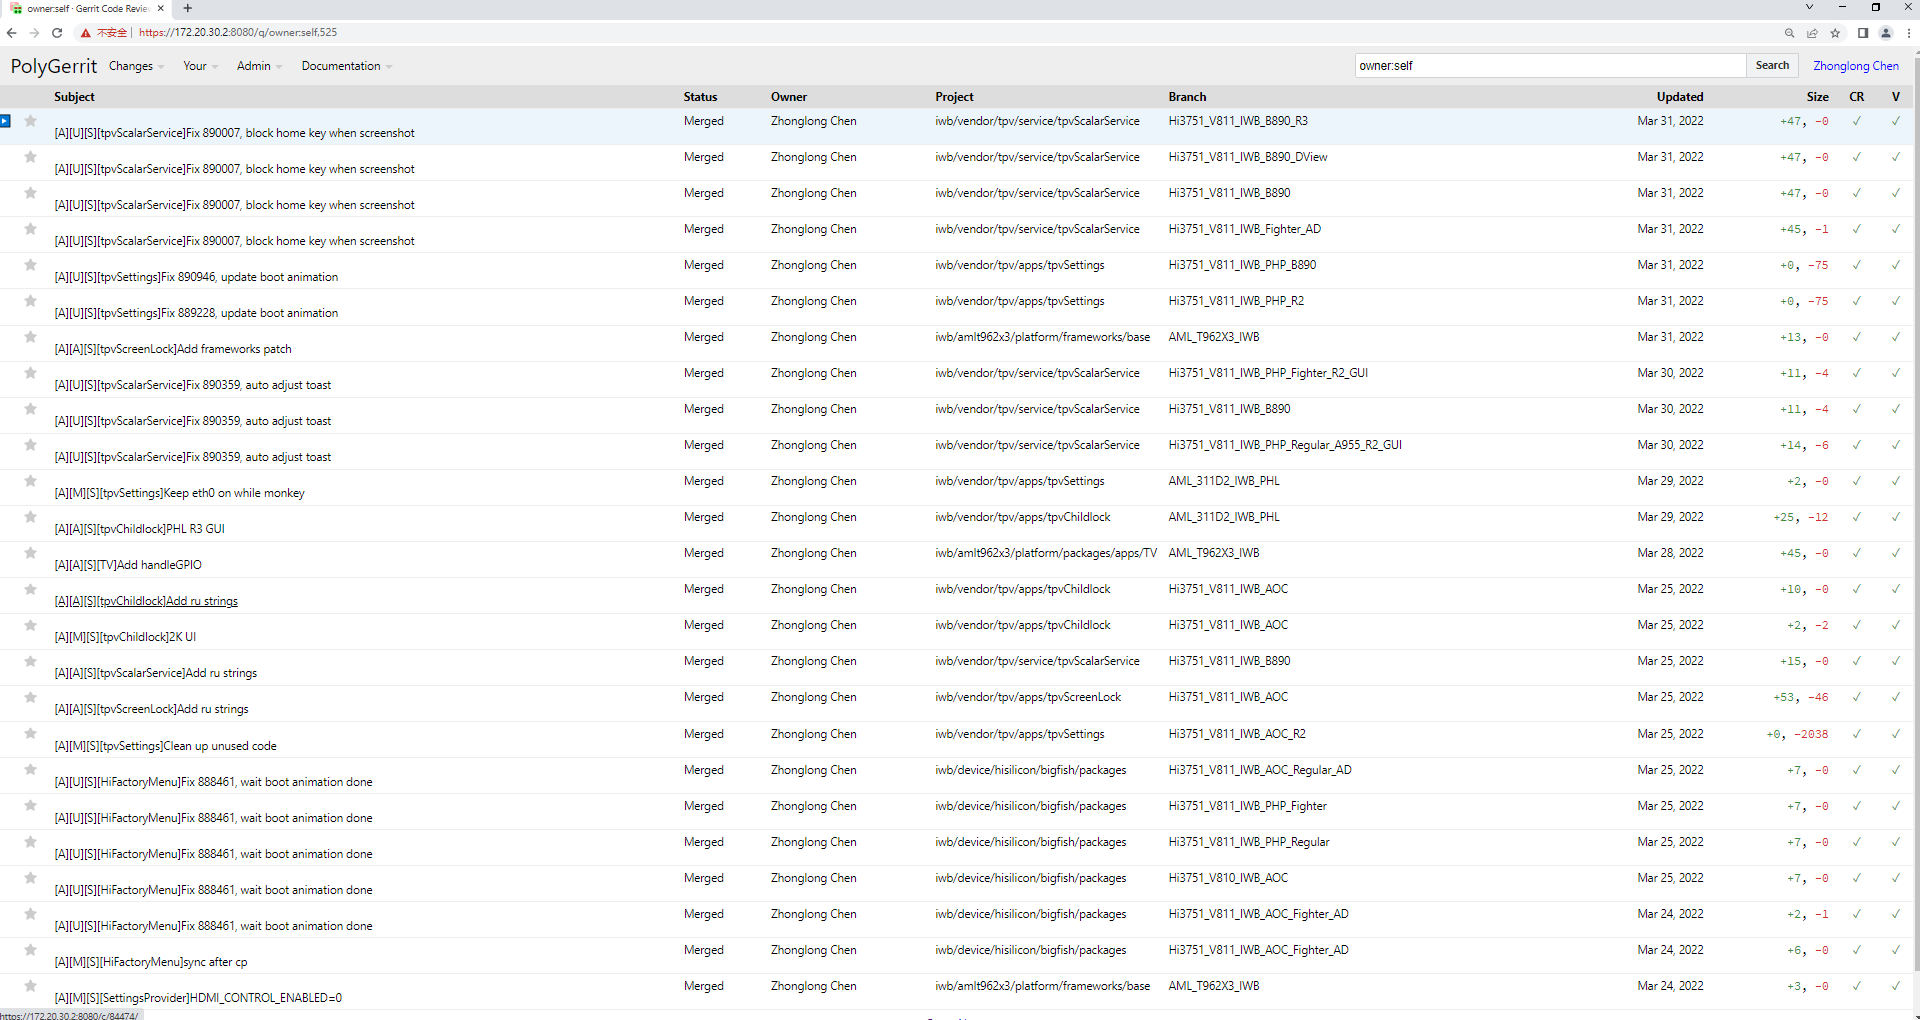 owner:self · Gerrit Code Revie
不安全 | https://172.20.30.2:8080/q/owner:self,525
PolyGerrit Changes Your Admin Documentation owner:self Search Zhonglong Chen
Subject Status Owner Project Branch Updated Size CR V
[A][U][S][tpvScalarService]Fix 890007, block home key when screenshot Merged Zhonglong Chen iwb/vendor/tpv/service/tpvScalarService Hi3751_V811_IWB_B890_R3 Mar 31, 2022 +47, -0 ✓ ✓
[A][U][S][tpvScalarService]Fix 890007, block home key when screenshot Merged Zhonglong Chen iwb/vendor/tpv/service/tpvScalarService Hi3751_V811_IWB_B890_DView Mar 31, 2022 +47, -0 ✓ ✓
[A][U][S][tpvScalarService]Fix 890007, block home key when screenshot Merged Zhonglong Chen iwb/vendor/tpv/service/tpvScalarService Hi3751_V811_IWB_B890 Mar 31, 2022 +47, -0 ✓ ✓
[A][U][S][tpvScalarService]Fix 890007, block home key when screenshot Merged Zhonglong Chen iwb/vendor/tpv/service/tpvScalarService Hi3751_V811_IWB_Fighter_AD Mar 31, 2022 +45, -1 ✓ ✓
[A][U][S][tpvSettings]Fix 890946, update boot animation Merged Zhonglong Chen iwb/vendor/tpv/apps/tpvSettings Hi3751_V811_IWB_PHP_B890 Mar 31, 2022 +0, -75 ✓ ✓
[A][U][S][tpvSettings]Fix 889228, update boot animation Merged Zhonglong Chen iwb/vendor/tpv/apps/tpvSettings Hi3751_V811_IWB_PHP_R2 Mar 31, 2022 +0, -75 ✓ ✓
[A][A][S][tpvScreenLock]Add frameworks patch Merged Zhonglong Chen iwb/amlt962x3/platform/frameworks/base AML_T962X3_IWB Mar 31, 2022 +13, -0 ✓ ✓
[A][U][S][tpvScalarService]Fix 890359, auto adjust toast Merged Zhonglong Chen iwb/vendor/tpv/service/tpvScalarService Hi3751_V811_IWB_PHP_Fighter_R2_GUI Mar 30, 2022 +11, -4 ✓ ✓
[A][U][S][tpvScalarService]Fix 890359, auto adjust toast Merged Zhonglong Chen iwb/vendor/tpv/service/tpvScalarService Hi3751_V811_IWB_B890 Mar 30, 2022 +11, -4 ✓ ✓
[A][U][S][tpvScalarService]Fix 890359, auto adjust toast Merged Zhonglong Chen iwb/vendor/tpv/service/tpvScalarService Hi3751_V811_IWB_PHP_Regular_A955_R2_GUI Mar 30, 2022 +14, -6 ✓ ✓
[A][M][S][tpvSettings]Keep eth0 on while monkey Merged Zhonglong Chen iwb/vendor/tpv/apps/tpvSettings AML_311D2_IWB_PHL Mar 29, 2022 +2, -0 ✓ ✓
[A][A][S][tpvChildlock]PHL R3 GUI Merged Zhonglong Chen iwb/vendor/tpv/apps/tpvChildlock AML_311D2_IWB_PHL Mar 29, 2022 +25, -12 ✓ ✓
[A][A][S][TV]Add handleGPIO Merged Zhonglong Chen iwb/amlt962x3/platform/packages/apps/TV AML_T962X3_IWB Mar 28, 2022 +45, -0 ✓ ✓
[A][A][S][tpvChildlock]Add ru strings Merged Zhonglong Chen iwb/vendor/tpv/apps/tpvChildlock Hi3751_V811_IWB_AOC Mar 25, 2022 +10, -0 ✓ ✓
[A][M][S][tpvChildlock]2K UI Merged Zhonglong Chen iwb/vendor/tpv/apps/tpvChildlock Hi3751_V811_IWB_AOC Mar 25, 2022 +2, -2 ✓ ✓
[A][A][S][tpvScalarService]Add ru strings Merged Zhonglong Chen iwb/vendor/tpv/service/tpvScalarService Hi3751_V811_IWB_B890 Mar 25, 2022 +15, -0 ✓ ✓
[A][A][S][tpvScreenLock]Add ru strings Merged Zhonglong Chen iwb/vendor/tpv/apps/tpvScreenLock Hi3751_V811_IWB_AOC Mar 25, 2022 +53, -46 ✓ ✓
[A][M][S][tpvSettings]Clean up unused code Merged Zhonglong Chen iwb/vendor/tpv/apps/tpvSettings Hi3751_V811_IWB_AOC_R2 Mar 25, 2022 +0, -2038 ✓ ✓
[A][U][S][HiFactoryMenu]Fix 888461, wait boot animation done Merged Zhonglong Chen iwb/device/hisilicon/bigfish/packages Hi3751_V811_IWB_AOC_Regular_AD Mar 25, 2022 +7, -0 ✓ ✓
[A][U][S][HiFactoryMenu]Fix 888461, wait boot animation done Merged Zhonglong Chen iwb/device/hisilicon/bigfish/packages Hi3751_V811_IWB_PHP_Fighter Mar 25, 2022 +7, -0 ✓ ✓
[A][U][S][HiFactoryMenu]Fix 888461, wait boot animation done Merged Zhonglong Chen iwb/device/hisilicon/bigfish/packages Hi3751_V811_IWB_PHP_Regular Mar 25, 2022 +7, -0 ✓ ✓
[A][U][S][HiFactoryMenu]Fix 888461, wait boot animation done Merged Zhonglong Chen iwb/device/hisilicon/bigfish/packages Hi3751_V810_IWB_AOC Mar 25, 2022 +7, -0 ✓ ✓
[A][U][S][HiFactoryMenu]Fix 888461, wait boot animation done Merged Zhonglong Chen iwb/device/hisilicon/bigfish/packages Hi3751_V811_IWB_AOC_Fighter_AD Mar 24, 2022 +2, -1 ✓ ✓
[A][M][S][HiFactoryMenu]sync after cp Merged Zhonglong Chen iwb/device/hisilicon/bigfish/packages Hi3751_V811_IWB_AOC_Fighter_AD Mar 24, 2022 +6, -0 ✓ ✓
[A][M][S][SettingsProvider]HDMI_CONTROL_ENABLED=0 Merged Zhonglong Chen iwb/amlt962x3/platform/frameworks/base AML_T962X3_IWB Mar 24, 2022 +3, -0 ✓ ✓
https://172.20.30.2:8080/c/84474/